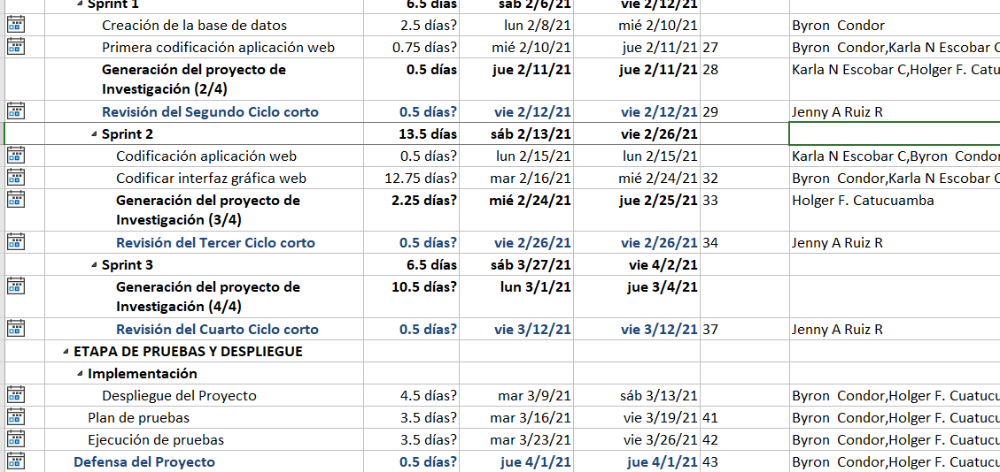 Sprint 1 6.5 días sáb 2/6/21 vie 2/12/21
Creación de la base de datos 2.5 días? lun 2/8/21 mié 2/10/21 Byron Condor
Primera codificación aplicación web 0.75 días? mié 2/10/21 jue 2/11/21 27 Byron Condor,Karla N Escobar C
Generación del proyecto de 0.5 días jue 2/11/21 jue 2/11/21 28 Karla N Escobar C,Holger F. Catu
Investigación (2/4)
Revisión del Segundo Ciclo corto 0.5 días? vie 2/12/21 vie 2/12/21 29 Jenny A Ruiz R
Sprint 2 13.5 días sáb 2/13/21 vie 2/26/21
Codificación aplicación web 0.5 días? lun 2/15/21 lun 2/15/21 Karla N Escobar C,Byron Condor
Codificar interfaz gráfica web 12.75 días? mar 2/16/21 mié 2/24/21 32 Byron Condor,Karla N Escobar C
Generación del proyecto de 2.25 días? mié 2/24/21 jue 2/25/21 33 Holger F. Catucuamba
Investigación (3/4)
Revisión del Tercer Ciclo corto 0.5 días? vie 2/26/21 vie 2/26/21 34 Jenny A Ruiz R
Sprint 3 6.5 días sáb 3/27/21 vie 4/2/21
Generación del proyecto de 10.5 días? lun 3/1/21 jue 3/4/21
Investigación (4/4)
Revisión del Cuarto Ciclo corto 0.5 días? vie 3/12/21 vie 3/12/21 37 Jenny A Ruiz R
ETAPA DE PRUEBAS Y DESPLIEGUE
Implementación
Despliegue del Proyecto 4.5 días? mar 3/9/21 sáb 3/13/21 Byron Condor,Holger F. Cuatucu
Plan de pruebas 3.5 días? mar 3/16/21 vie 3/19/21 41 Byron Condor,Holger F. Cuatucu
Ejecución de pruebas 3.5 días? mar 3/23/21 vie 3/26/21 42 Byron Condor,Holger F. Cuatucu
Defensa del Proyecto 0.5 días? jue 4/1/21 jue 4/1/21 43 Byron Condor,Holger F. Cuatucu